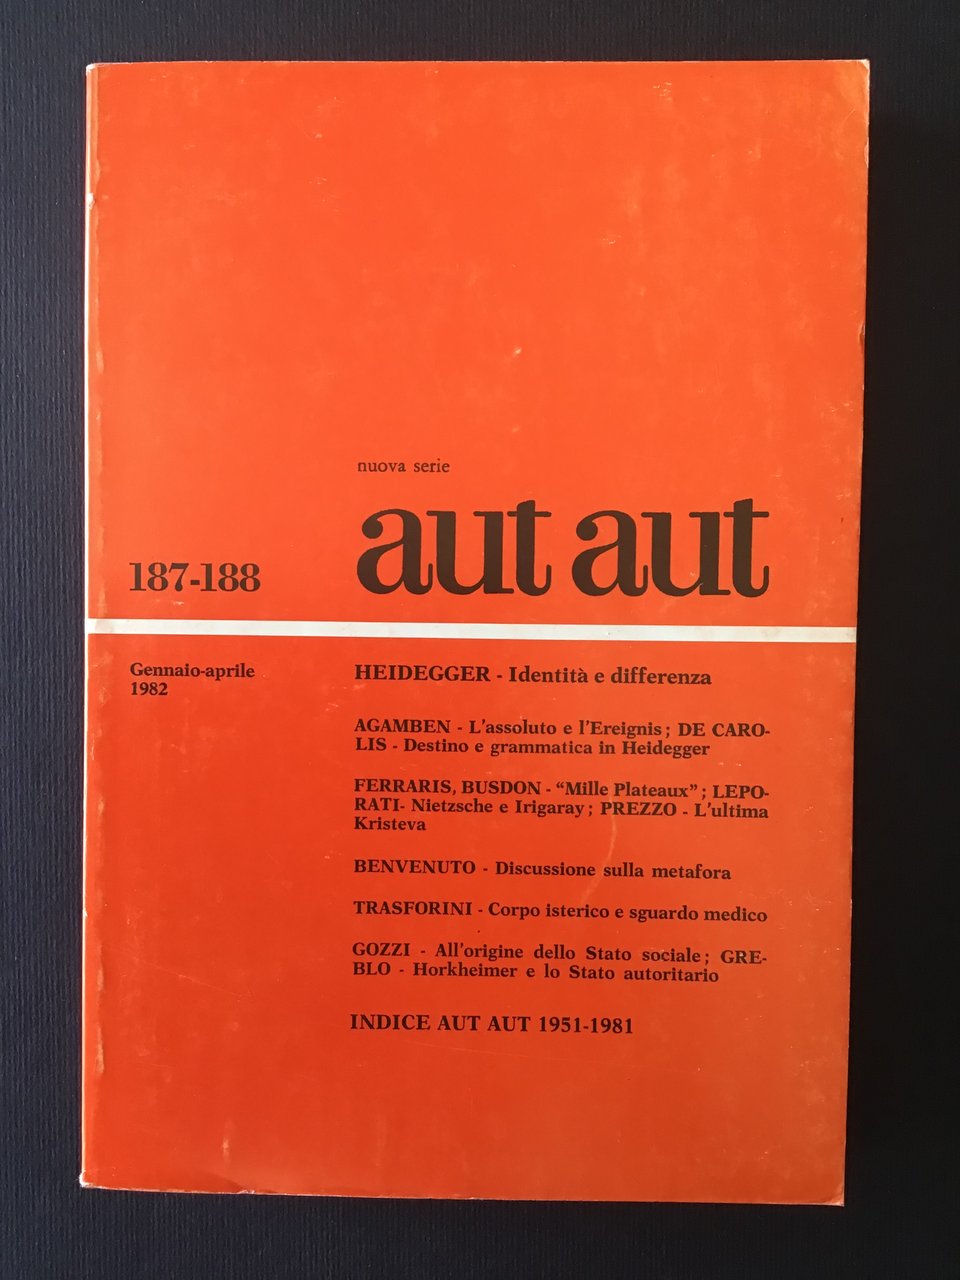 nuova serie
187-188 aut aut
Gennaio-aprile
1982
HEIDEGGER - Identità e differenza
AGAMBEN - L'assoluto e l'Ereignis; DE CARO-
LIS - Destino e grammatica in Heidegger
FERRARIS, BUSDON - “Mille Plateaux”; LEPO-
RATI- Nietzsche e Irigaray; PREZZO - L'ultima
Kristeva
BENVENUTO - Discussione sulla metafora
TRASFORINI - Corpo isterico e sguardo medico
GOZZI - All'origine dello Stato sociale; GRE-
BLO - Horkheimer e lo Stato autoritario
INDICE AUT AUT 1951-1981